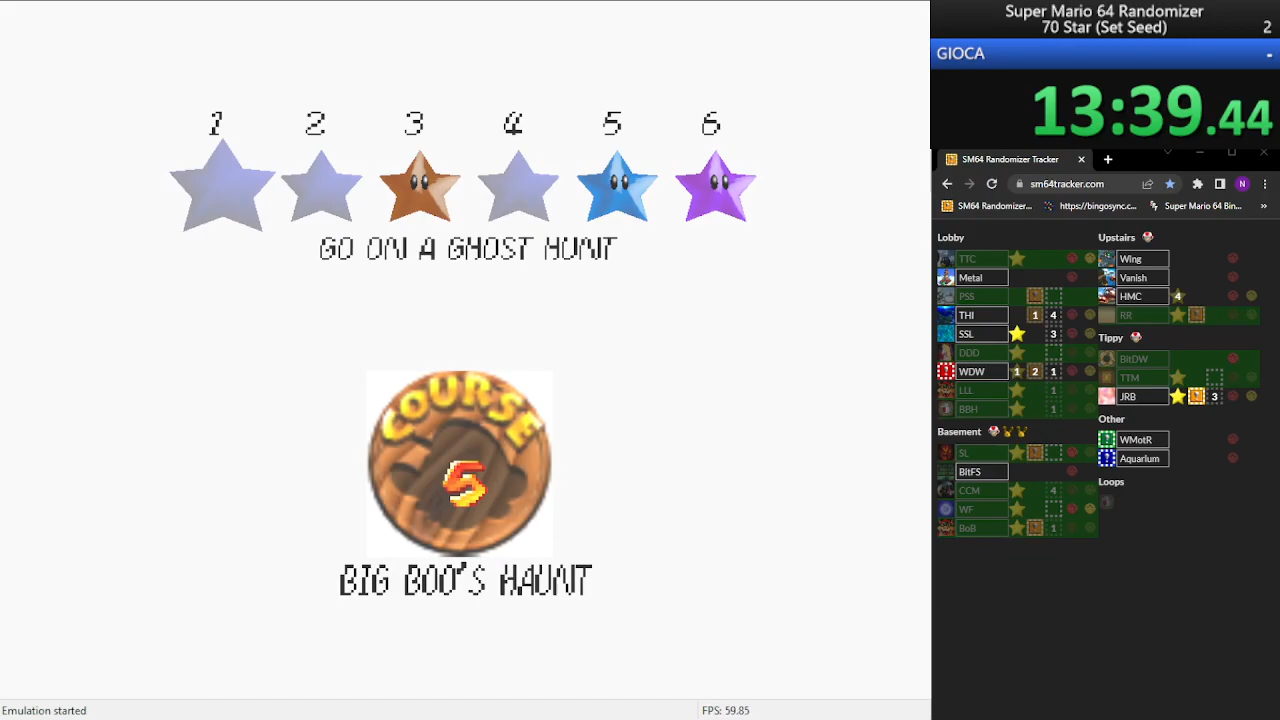 Super Mario 64 Randomizer
70 Star (Set Seed)
2
GIOCA
-
13:39.44
1 2 3 4 5 6
GO ON A GHOST HUNT
COURSE
5
BIG BOO'S HAUNT
Emulation started
FPS: 59.85
SM64 Randomizer Tracker
sm64tracker.com
N
SM64 Randomizer...
https://bingosync.c...
Super Mario 64 Bin...
»
Lobby
TTC
Metal
PSS
THI 1 4
SSL 3
DDD
WDW 1 2 1
LLL 1
BBH 1
Basement
SL
BitFS
CCM 4
WF
BoB 1
Upstairs
Wing
Vanish
HMC 4
RR
Tippy
BitDW
TTM
JRB 3
Other
WMotR
Aquarium
Loops